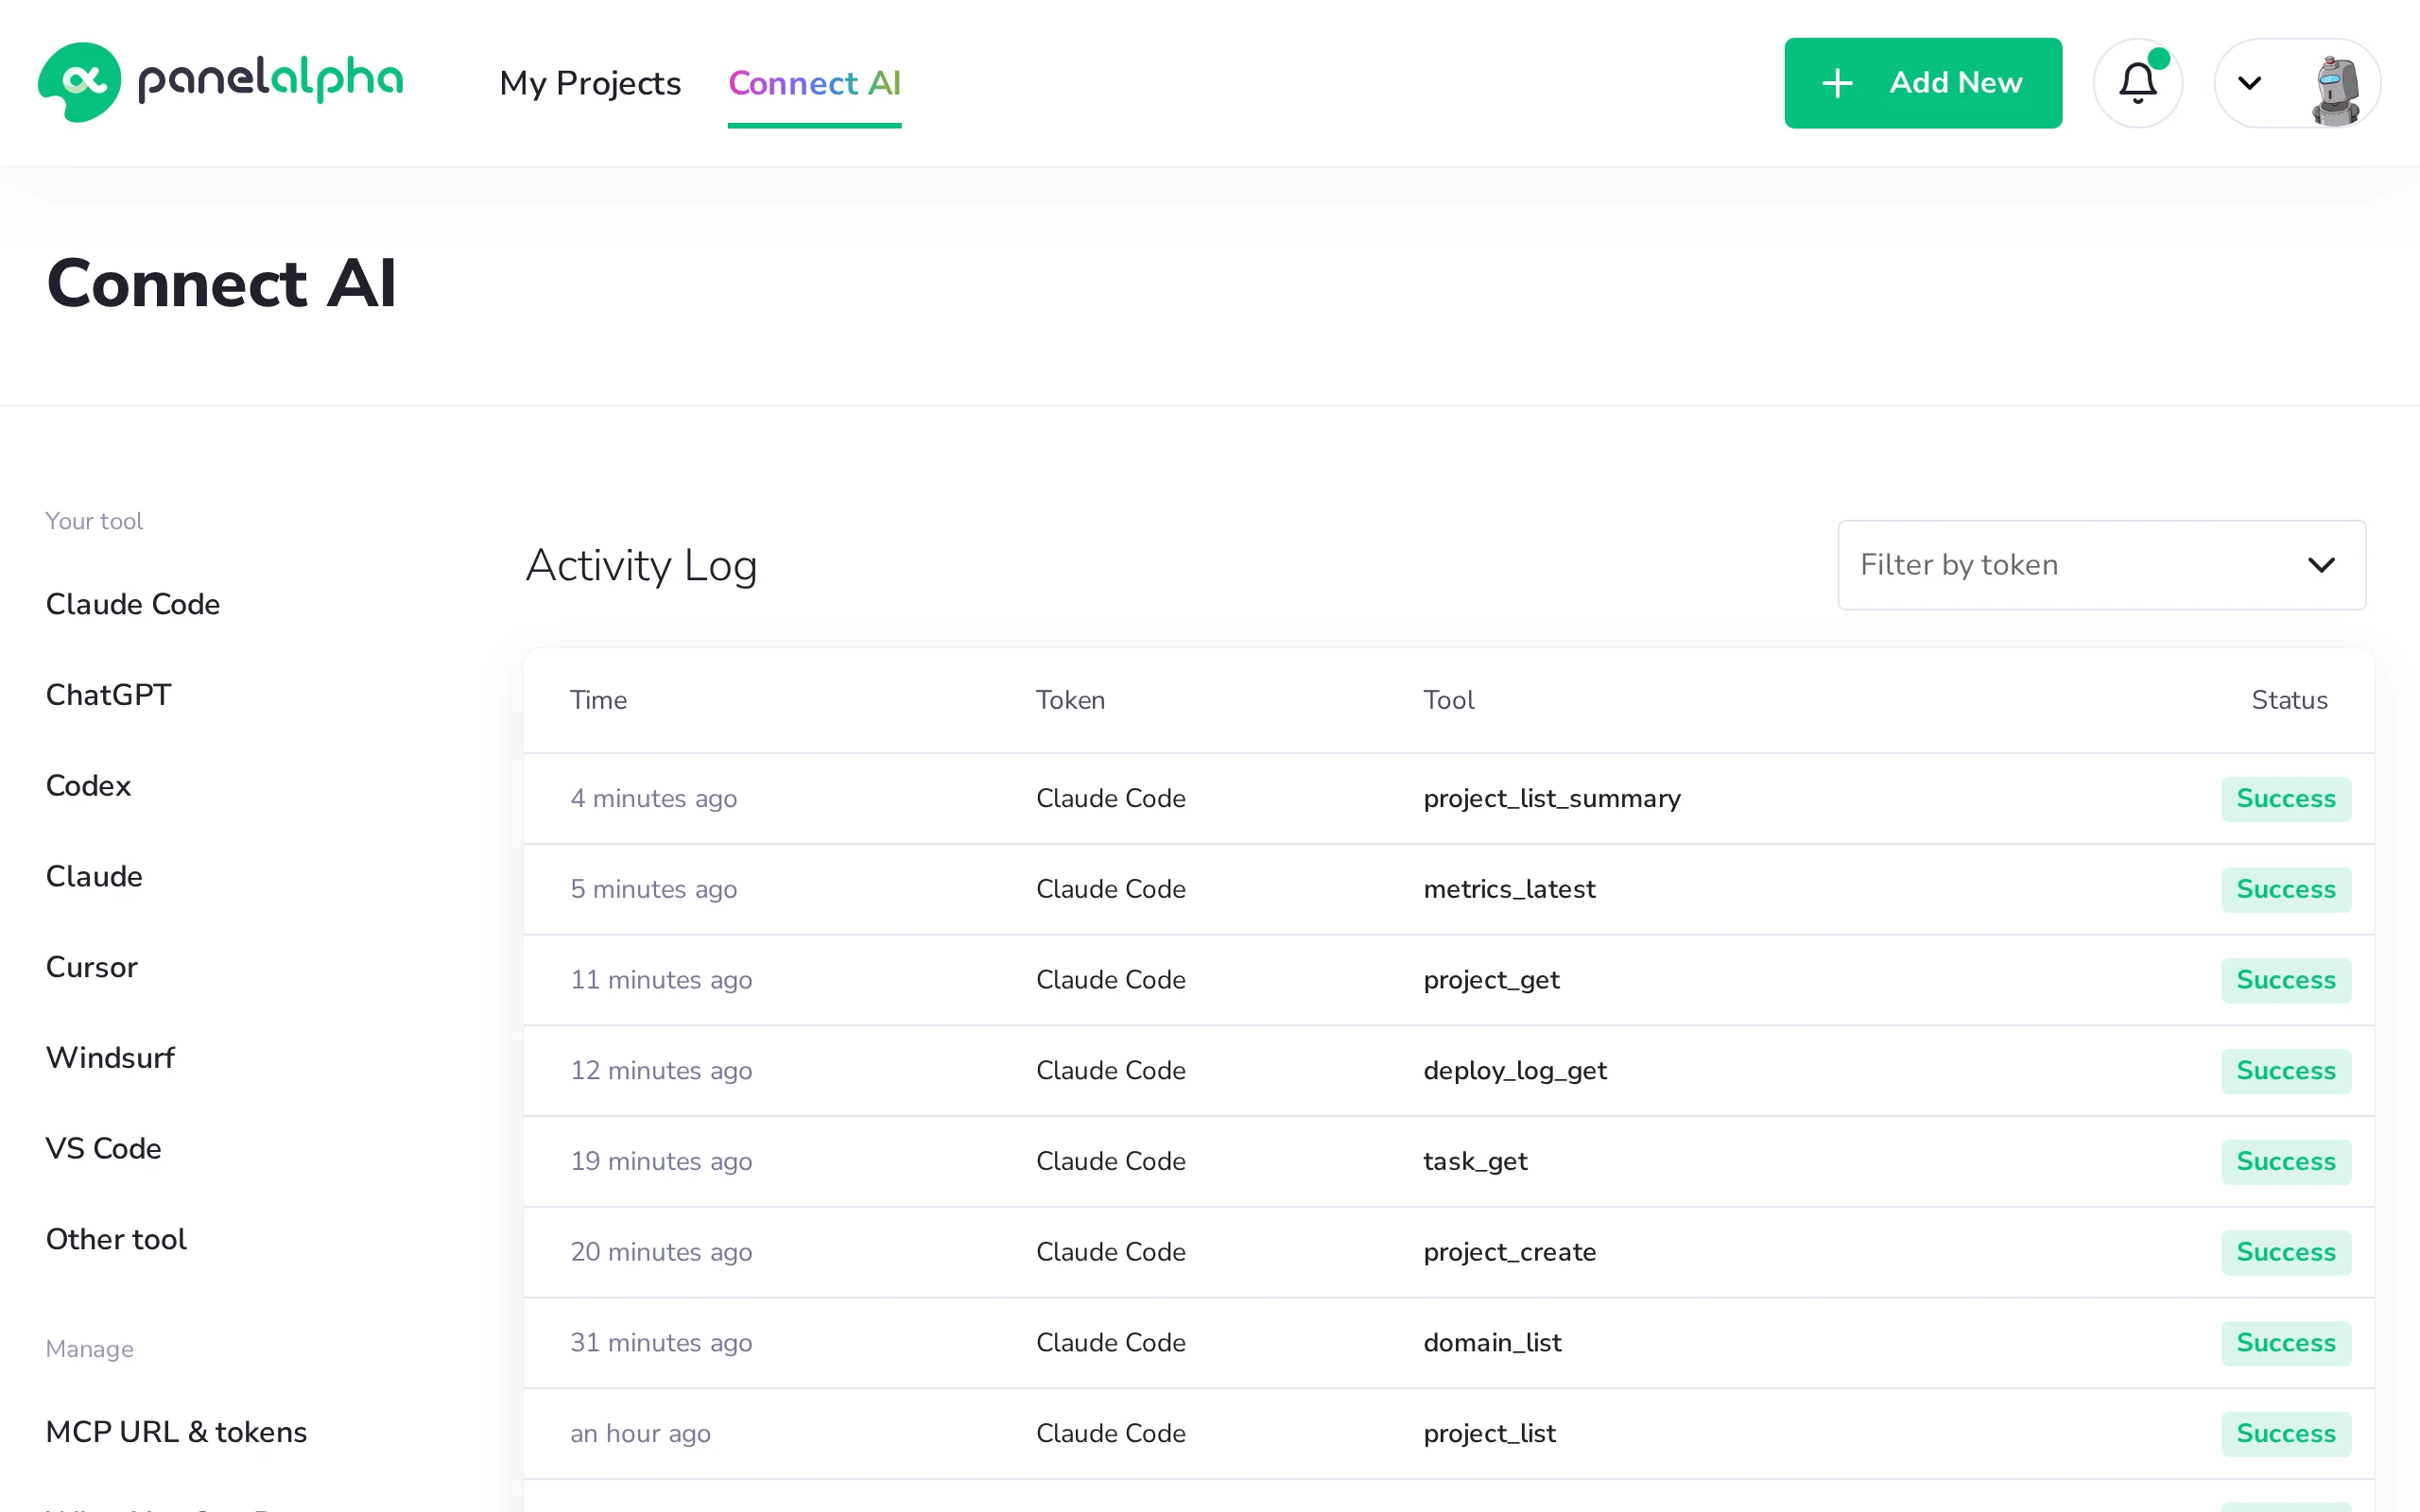 panelalpha
My Projects
Connect AI
Add New
Connect AI
Your tool
Claude Code
ChatGPT
Codex
Claude
Cursor
Windsurf
VS Code
Other tool
Manage
MCP URL & tokens
Activity Log
Filter by token
Time Token Tool Status
4 minutes ago Claude Code project_list_summary Success
5 minutes ago Claude Code metrics_latest Success
11 minutes ago Claude Code project_get Success
12 minutes ago Claude Code deploy_log_get Success
19 minutes ago Claude Code task_get Success
20 minutes ago Claude Code project_create Success
31 minutes ago Claude Code domain_list Success
an hour ago Claude Code project_list Success